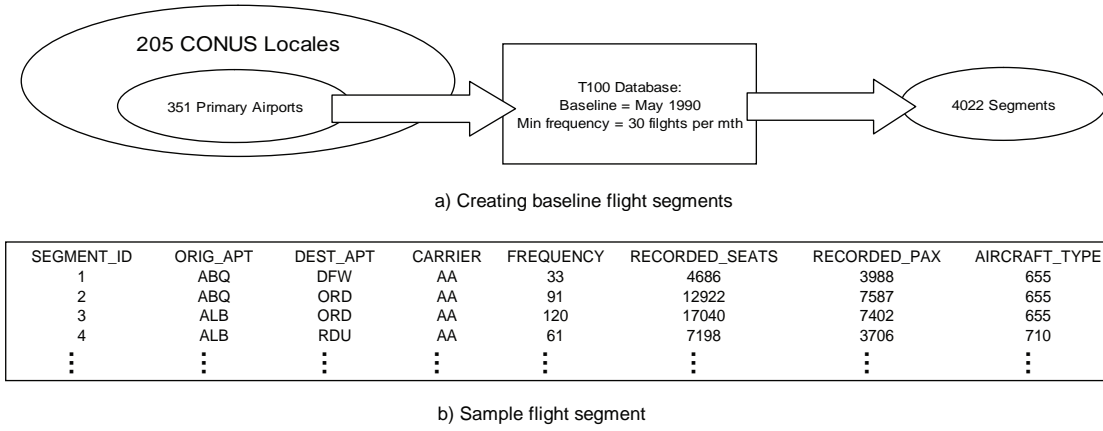 205 CONUS Locales
351 Primary Airports
T100 Database:
Baseline = May 1990
Min frequency = 30 filghts per mth
4022 Segments
a) Creating baseline flight segments
SEGMENT_ID ORIG_APT DEST_APT CARRIER FREQUENCY RECORDED_SEATS RECORDED_PAX AIRCRAFT_TYPE
1 ABQ DFW AA 33 4686 3988 655
2 ABQ ORD AA 91 12922 7587 655
3 ALB ORD AA 120 17040 7402 655
4 ALB RDU AA 61 7198 3706 710
⋮ ⋮ ⋮ ⋮ ⋮ ⋮ ⋮ ⋮
b) Sample flight segment